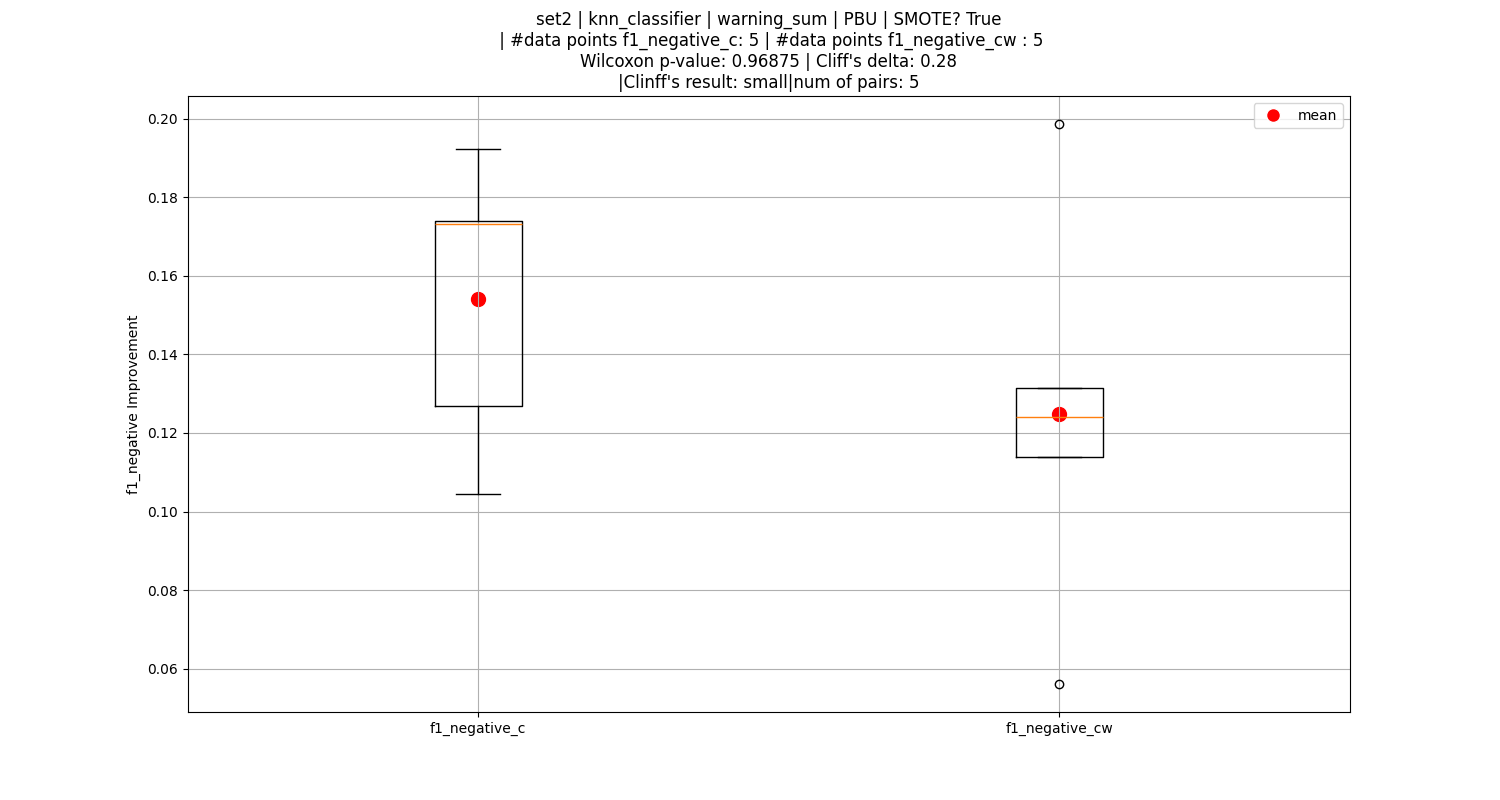 set2 | knn_classifier | warning_sum | PBU | SMOTE? True
| #data points f1_negative_c: 5 | #data points f1_negative_cw : 5
Wilcoxon p-value: 0.96875 | Cliff's delta: 0.28
|Clinff's result: small|num of pairs: 5
mean
0.20
0.18
0.16
0.14
0.12
0.10
0.08
0.06
f1_negative Improvement
f1_negative_c
f1_negative_cw